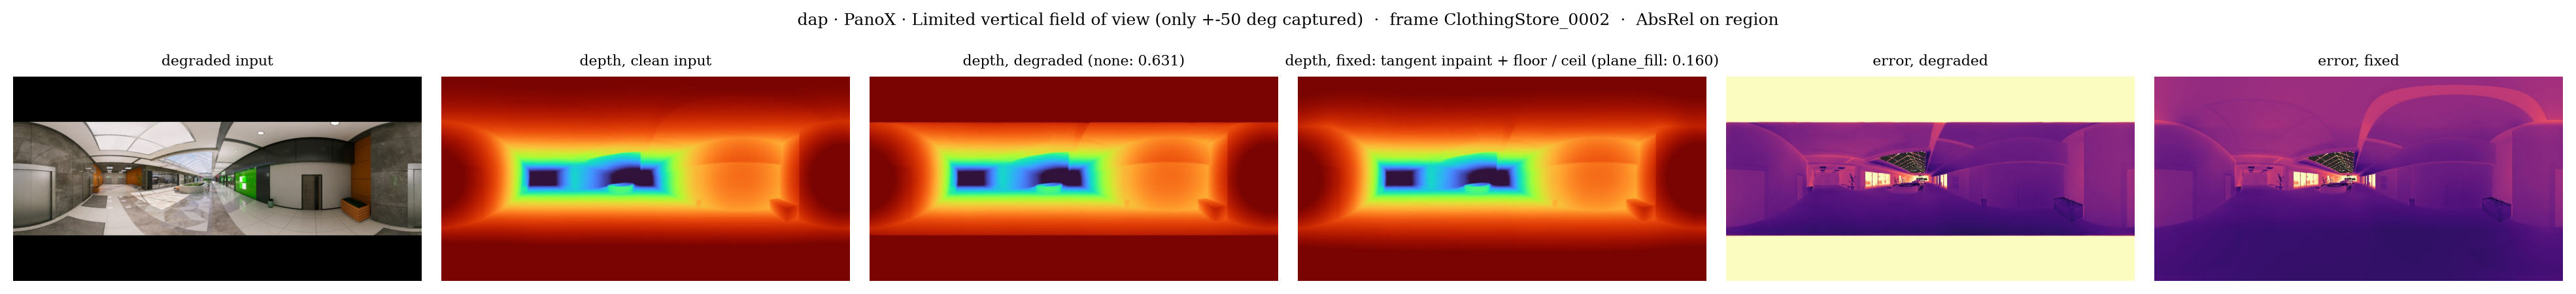 dap · PanoX · Limited vertical field of view (only +-50 deg captured) · frame ClothingStore_0002 · AbsRel on region
degraded input
depth, clean input
depth, degraded (none: 0.631)
depth, fixed: tangent inpaint + floor / ceil (plane_fill: 0.160)
error, degraded
error, fixed